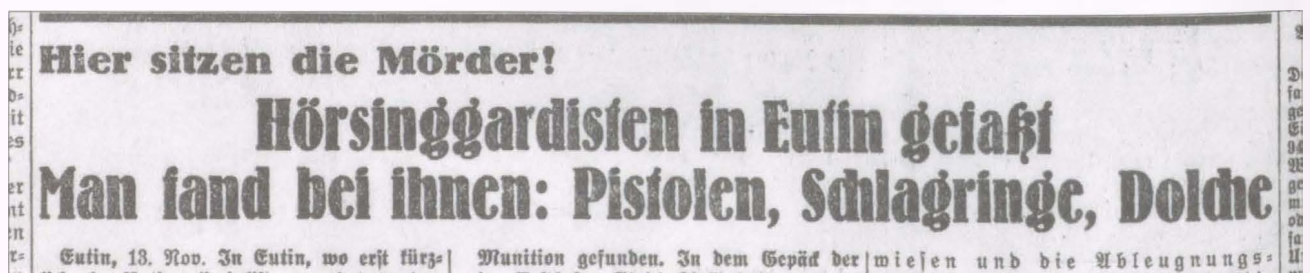 Hier sitzen die Mörder!
Hörsinggardisten in Eutin gefaßt
Man fand bei ihnen: Pistolen, Schlagringe, Dolche
Eutin, 13. Nov. In Eutin, wo erst kürz-
Munition gefunden. In dem Gepäck der
wiesen und die Ableugnungs-